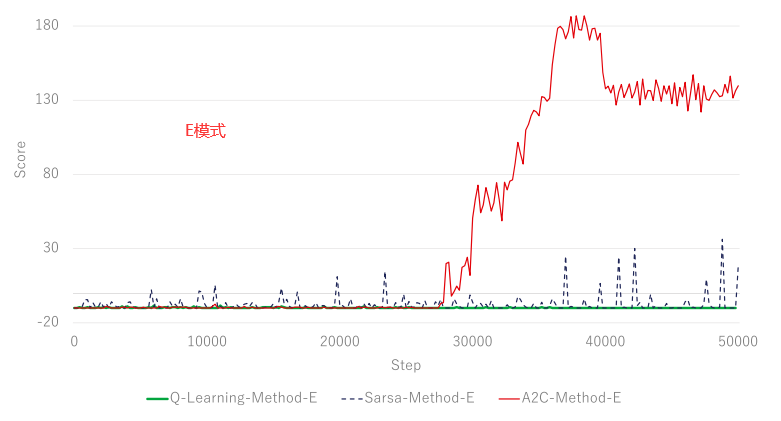 180
130
80
30
-20
Score
E模式
0
10000
20000
30000
40000
50000
Step
Q-Learning-Method-E
Sarsa-Method-E
A2C-Method-E